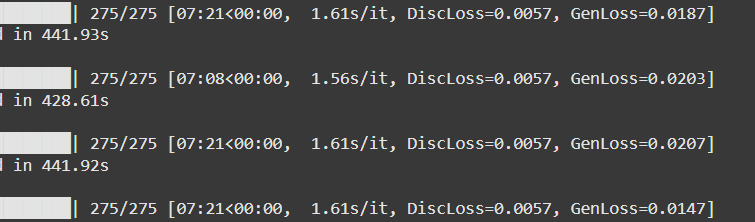 275/275 [07:21<00:00,  1.61s/it, DiscLoss=0.0057, GenLoss=0.0187]
in 441.93s
275/275 [07:08<00:00,  1.56s/it, DiscLoss=0.0057, GenLoss=0.0203]
in 428.61s
275/275 [07:21<00:00,  1.61s/it, DiscLoss=0.0057, GenLoss=0.0207]
in 441.92s
275/275 [07:21<00:00,  1.61s/it, DiscLoss=0.0057, GenLoss=0.0147]